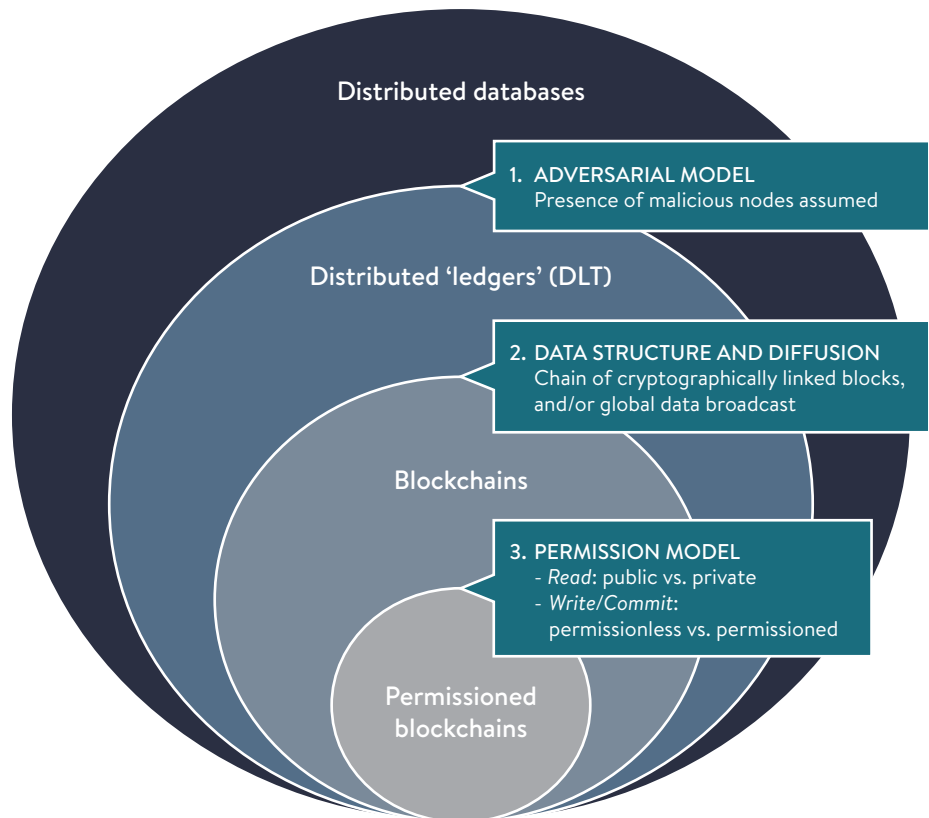 Distributed databases
1. ADVERSARIAL MODEL
Presence of malicious nodes assumed
Distributed ‘ledgers’ (DLT)
2. DATA STRUCTURE AND DIFFUSION
Chain of cryptographically linked blocks,
and/or global data broadcast
Blockchains
3. PERMISSION MODEL
- Read: public vs. private
- Write/Commit:
permissionless vs. permissioned
Permissioned
blockchains